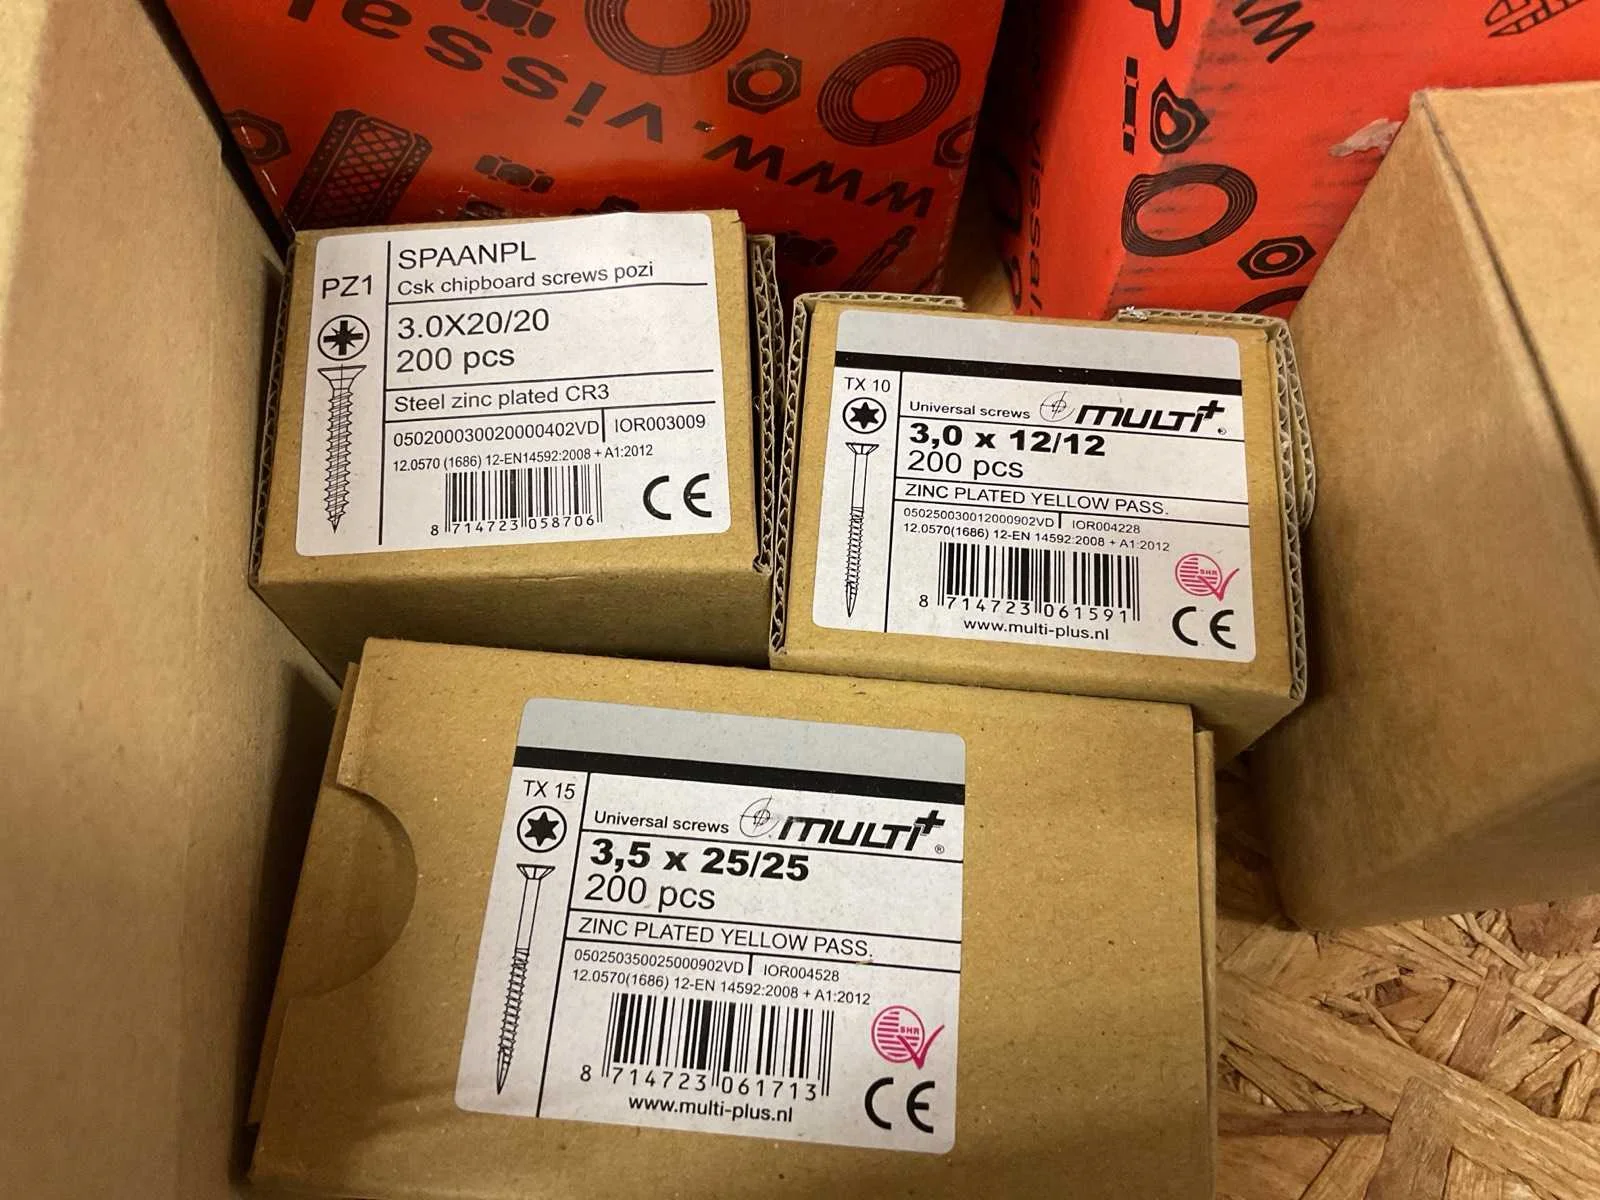 www.vissal
PZ1
SPAANPL
Csk chipboard screws pozi
3.0X20/20
200 pcs
Steel zinc plated CR3
050200030020000402VD IOR003009
12.0570 (1686) 12-EN14592:2008 + A1:2012
8 714723 058706
CE
TX 10
Universal screws MULTI+
3,0 x 12/12
200 pcs
ZINC PLATED YELLOW PASS.
050250030012000902VD IOR004228
12.0570(1686) 12-EN 14592:2008 + A1:2012
SHR
8 714723 061591
www.multi-plus.nl
CE
TX 15
Universal screws MULTI+ ®
3,5 x 25/25
200 pcs
ZINC PLATED YELLOW PASS.
050250350025000902VD IOR004528
12.0570(1686) 12-EN 14592:2008 + A1:2012
SHR
8 714723 061713
www.multi-plus.nl
CE